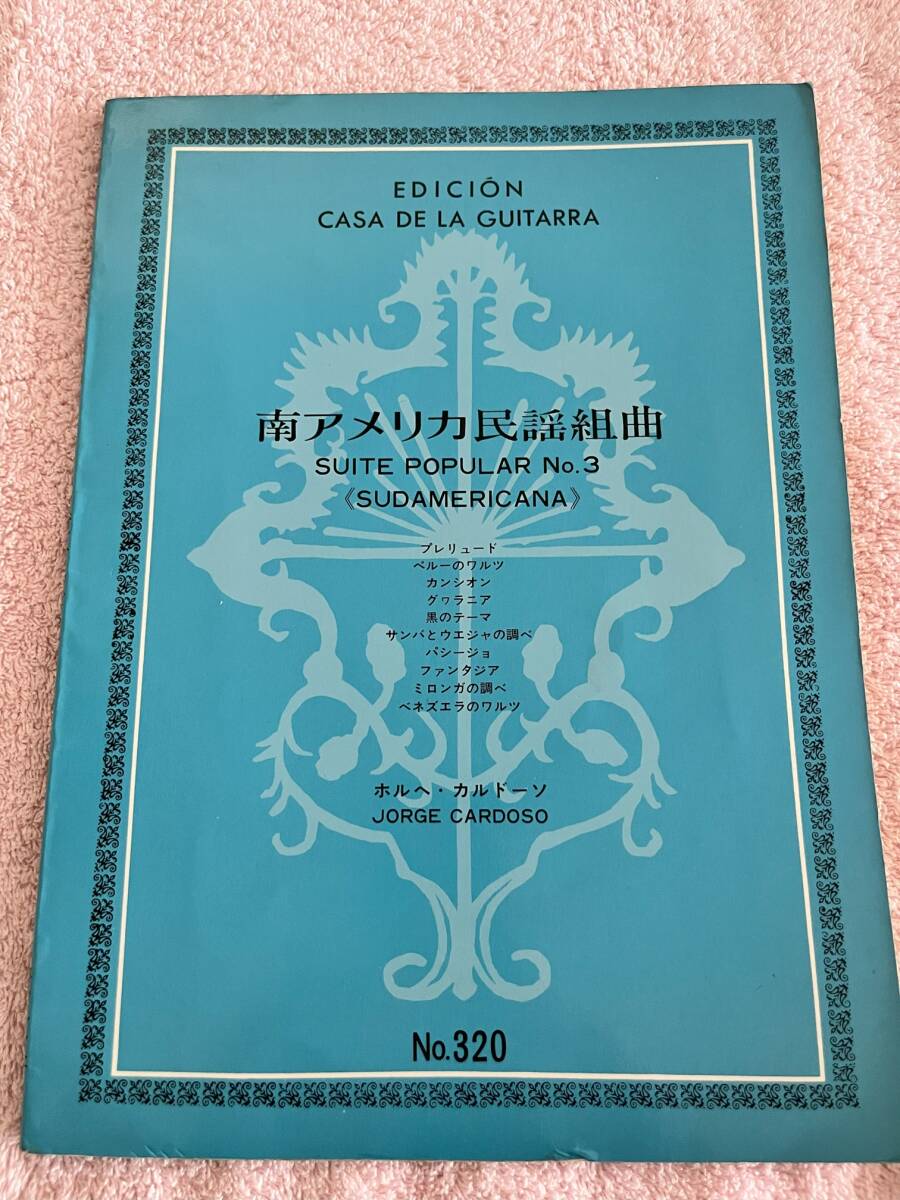 EDICIÓN
CASA DE LA GUITARRA
南アメリカ民謡組曲
SUITE POPULAR No.3
《SUDAMERICANA》
プレリュード
ペルーのワルツ
カンシオン
グヮラニア
黒のテーマ
サンバとウエジャの調べ
パシージョ
ファンタジア
ミロンガの調べ
ベネズエラのワルツ
ホルヘ・カルドーソ
JORGE CARDOSO
No.320